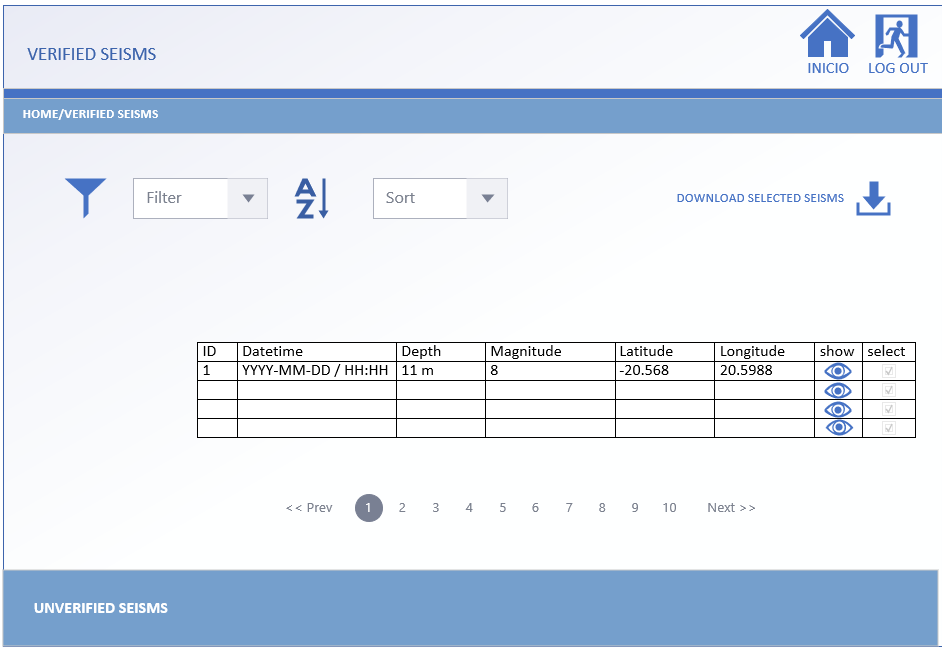 VERIFIED SEISMS
INICIO
LOG OUT
HOME/VERIFIED SEISMS
Filter
Sort
DOWNLOAD SELECTED SEISMS
ID Datetime Depth Magnitude Latitude Longitude show select
1 YYYY-MM-DD / HH:HH 11 m 8 -20.568 20.5988
<< Prev 1 2 3 4 5 6 7 8 9 10 Next >>
UNVERIFIED SEISMS